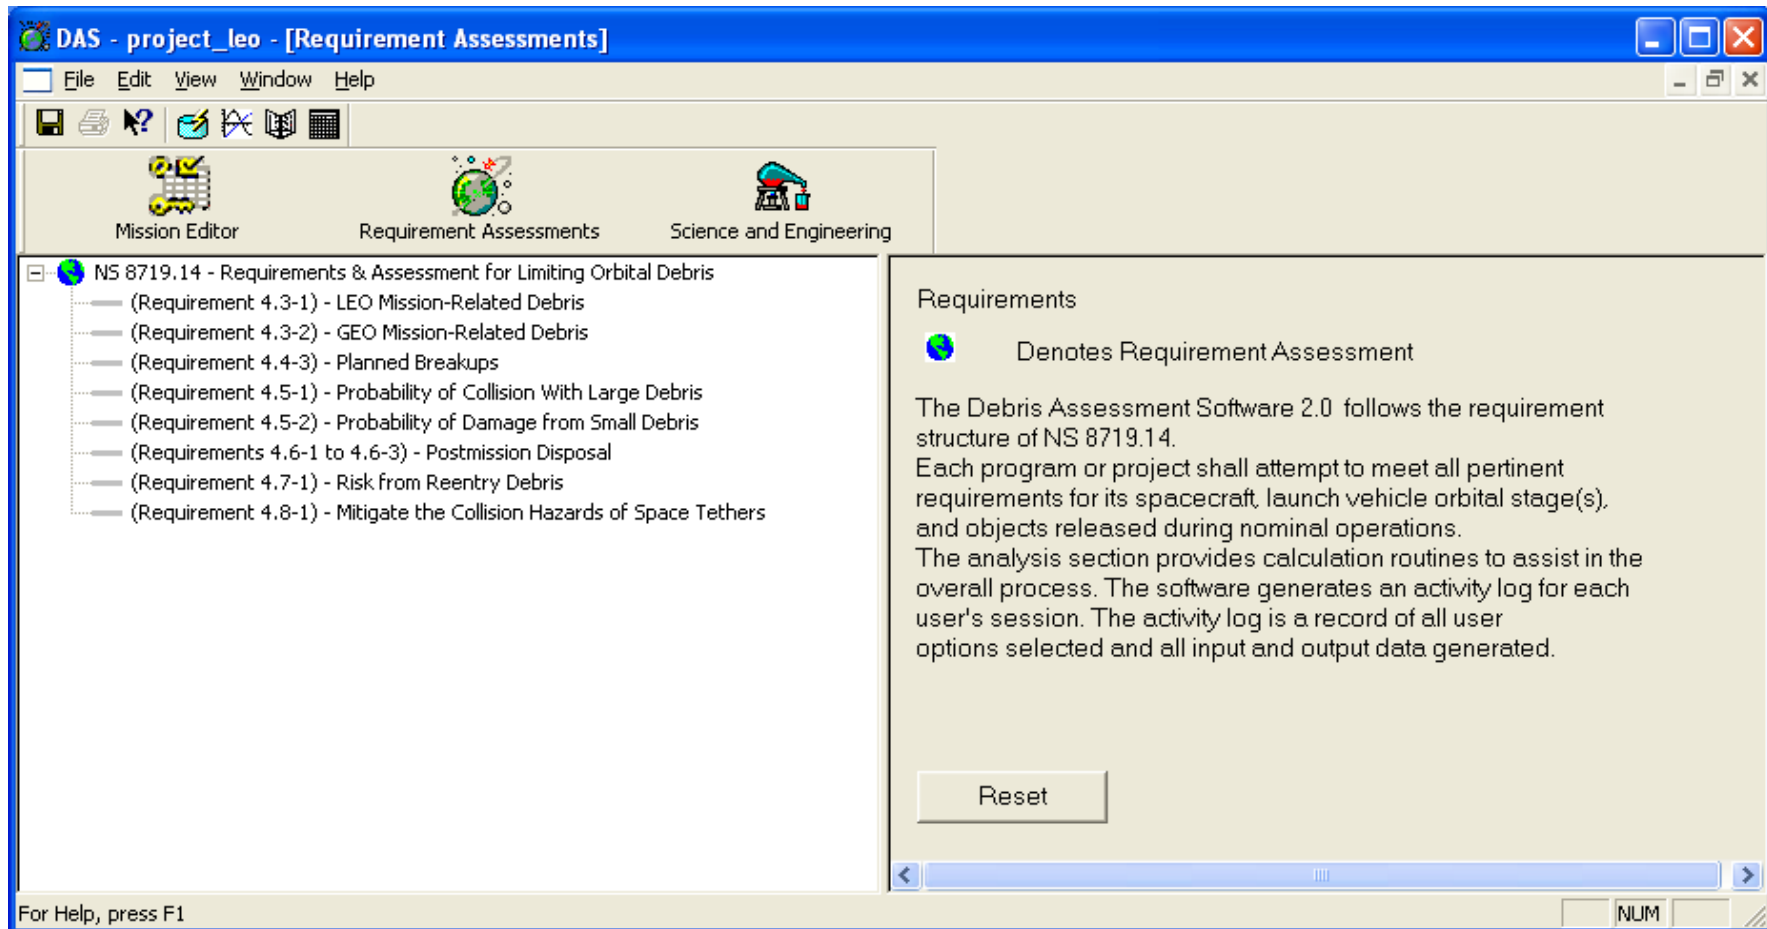 DAS - project_leo - [Requirement Assessments]
File Edit View Window Help
Mission Editor
Requirement Assessments
Science and Engineering
NS 8719.14 - Requirements & Assessment for Limiting Orbital Debris
(Requirement 4.3-1) - LEO Mission-Related Debris
(Requirement 4.3-2) - GEO Mission-Related Debris
(Requirement 4.4-3) - Planned Breakups
(Requirement 4.5-1) - Probability of Collision With Large Debris
(Requirement 4.5-2) - Probability of Damage from Small Debris
(Requirements 4.6-1 to 4.6-3) - Postmission Disposal
(Requirement 4.7-1) - Risk from Reentry Debris
(Requirement 4.8-1) - Mitigate the Collision Hazards of Space Tethers
Requirements
Denotes Requirement Assessment
The Debris Assessment Software 2.0 follows the requirement
structure of NS 8719.14.
Each program or project shall attempt to meet all pertinent
requirements for its spacecraft, launch vehicle orbital stage(s),
and objects released during nominal operations.
The analysis section provides calculation routines to assist in the
overall process. The software generates an activity log for each
user's session. The activity log is a record of all user
options selected and all input and output data generated.
Reset
For Help, press F1
NUM